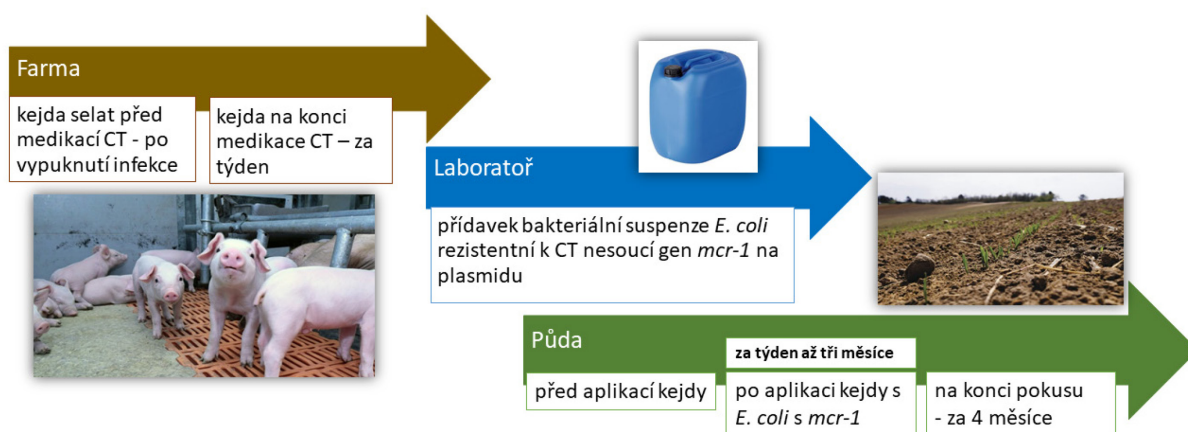 Farma
kejda selat před
medikací CT - po
vypuknutí infekce
kejda na konci
medikace CT – za
týden
Laboratoř
přídavek bakteriální suspenze E. coli
rezistentní k CT nesoucí gen mcr-1 na
plasmidu
Půda
před aplikací kejdy
za týden až tři měsíce
po aplikaci kejdy s
E. coli s mcr-1
na konci pokusu
- za 4 měsíce